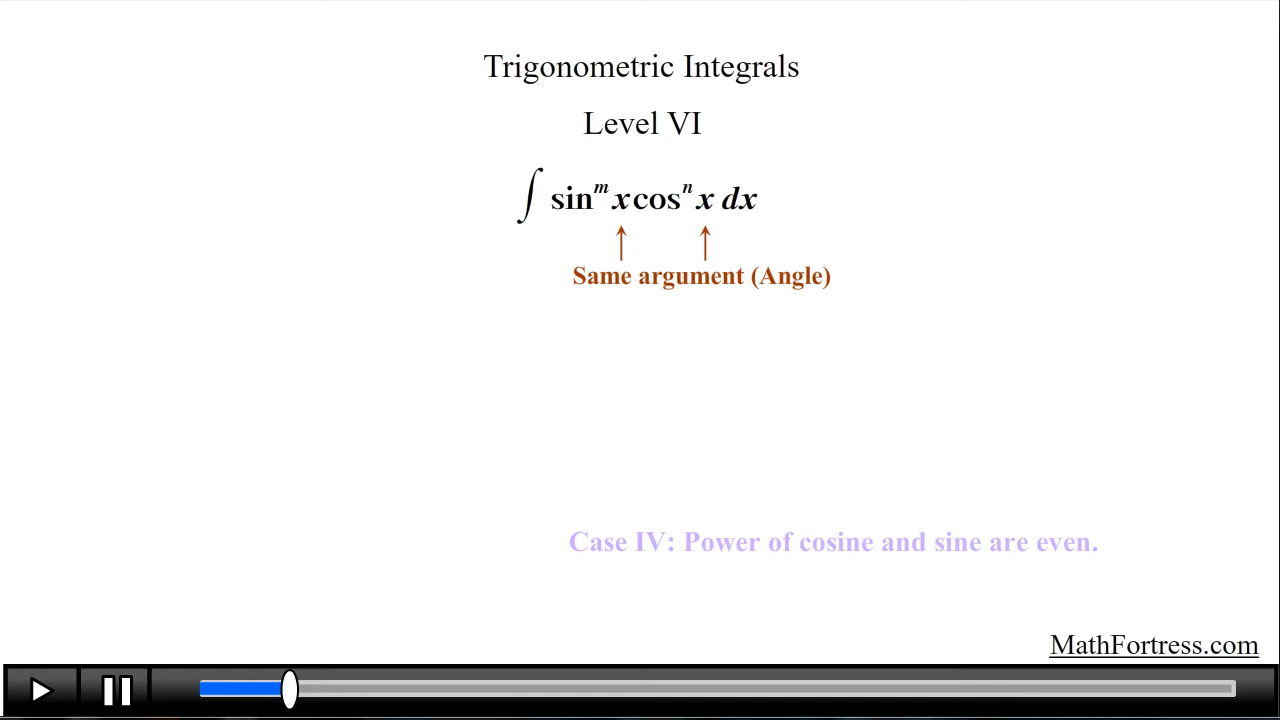 Trigonometric Integrals
Level VI
∫ sinᵐ x cosⁿ x dx
Same argument (Angle)
Case IV: Power of cosine and sine are even.
MathFortress.com